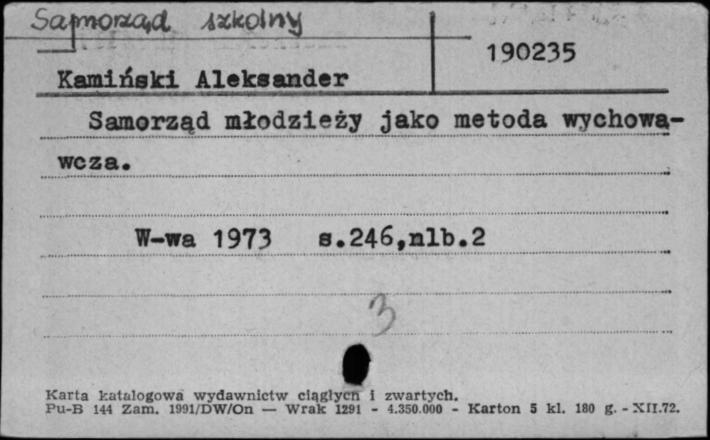 Samorząd szkolny
190235
Kamiński Aleksander
Samorząd młodzieży jako metoda wychowa-
wcza.
W-wa 1973 s.246,nlb.2
3
Karta katalogowa wydawnictw ciągłych i zwartych.
Pu-B 144 Zam. 1991/DW/On — Wrak 1291 - 4.350.000 - Karton 5 kl. 180 g. - XII.72.